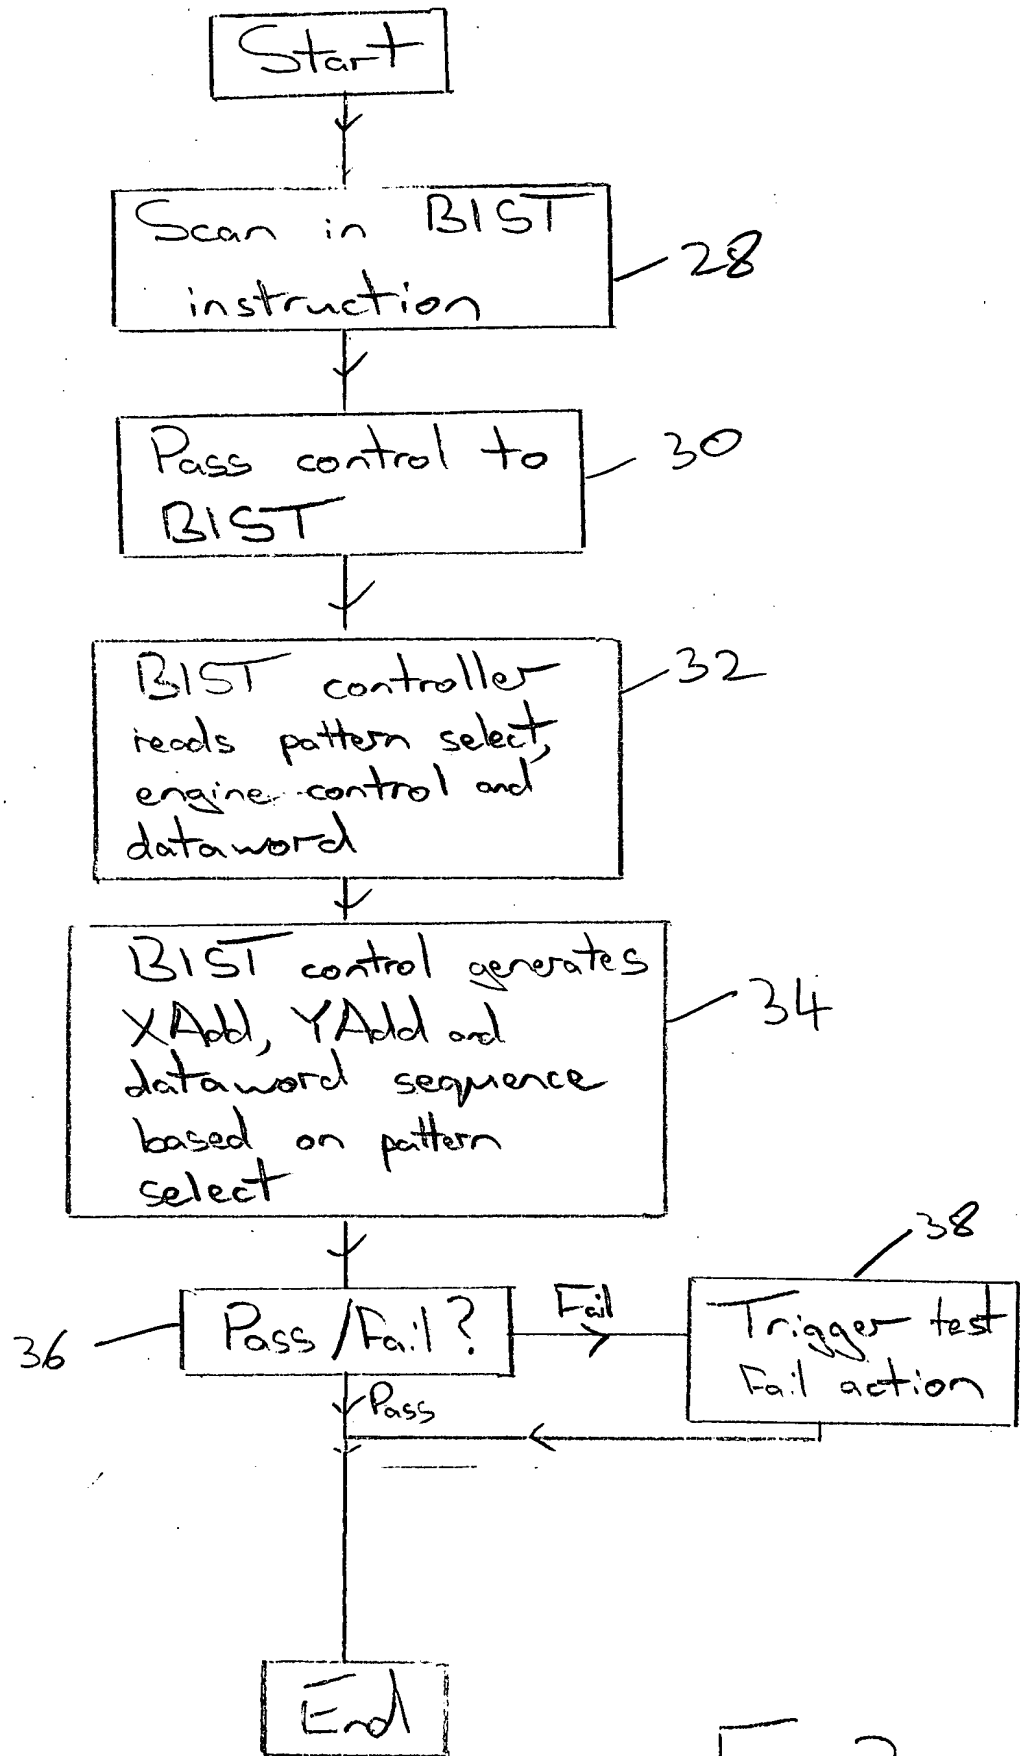 Start
Scan in BIST
instruction
28
Pass control to
BIST
30
BIST controller
reads pattern select,
engine control and
dataword
32
BIST control generates
XAdd, YAdd and
dataword sequence
based on pattern
select
34
Pass/Fail?
36
Fail
Trigger test
Fail action
38
Pass
End